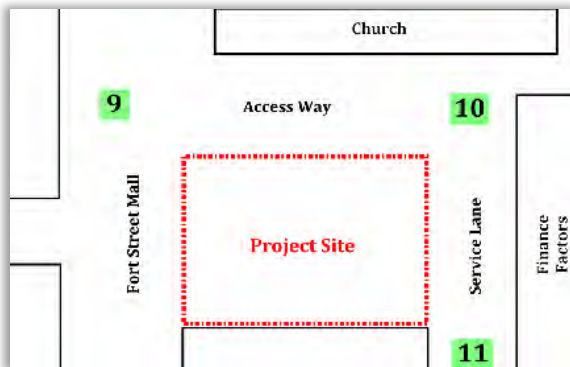 Church
9
Access Way
10
Fort Street Mall
Project Site
Service Lane
Finance
Factors
11